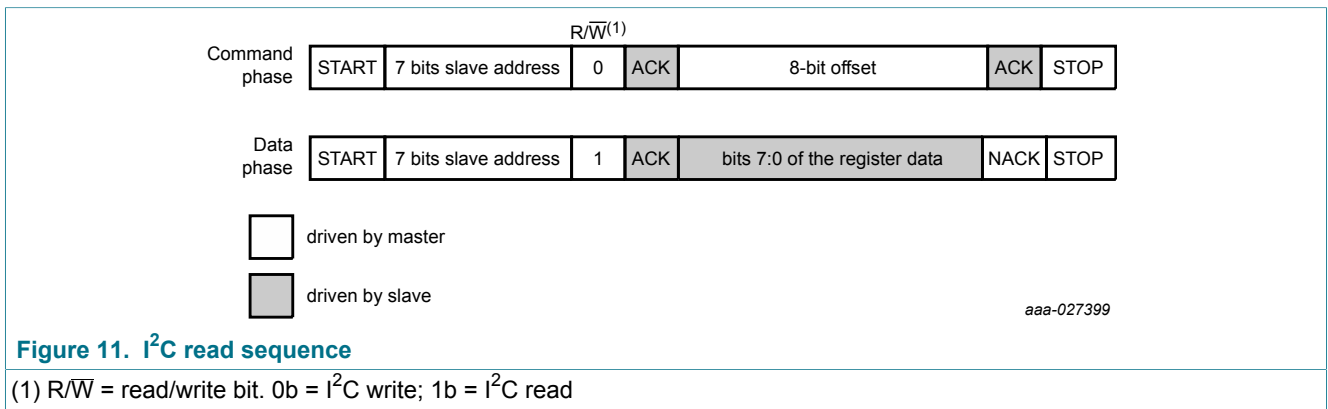 R/W̅(1)
Command phase
START 7 bits slave address 0 ACK 8-bit offset ACK STOP
Data phase
START 7 bits slave address 1 ACK bits 7:0 of the register data NACK STOP
driven by master
driven by slave
aaa-027399
Figure 11. I²C read sequence
(1) R/W̅ = read/write bit. 0b = I²C write; 1b = I²C read